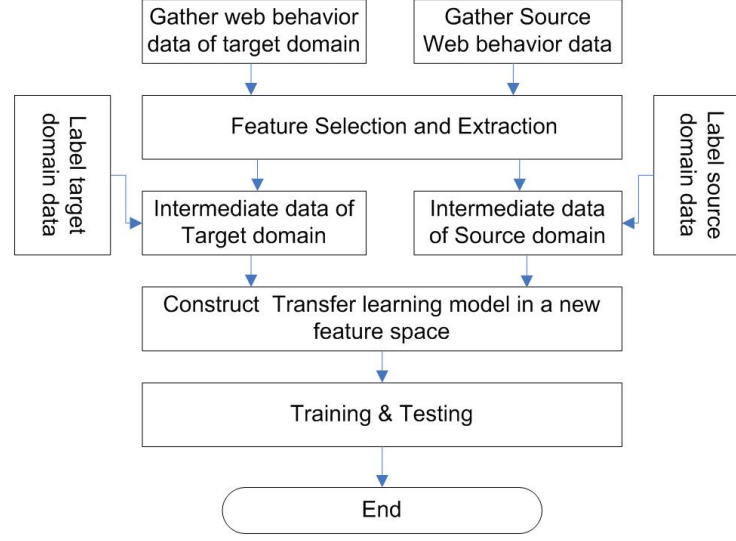 Gather web behavior
data of target domain
Gather Source
Web behavior data
Feature Selection and Extraction
Label target
domain data
Label source
domain data
Intermediate data of
Target domain
Intermediate data
of Source domain
Construct  Transfer learning model in a new
feature space
Training & Testing
End